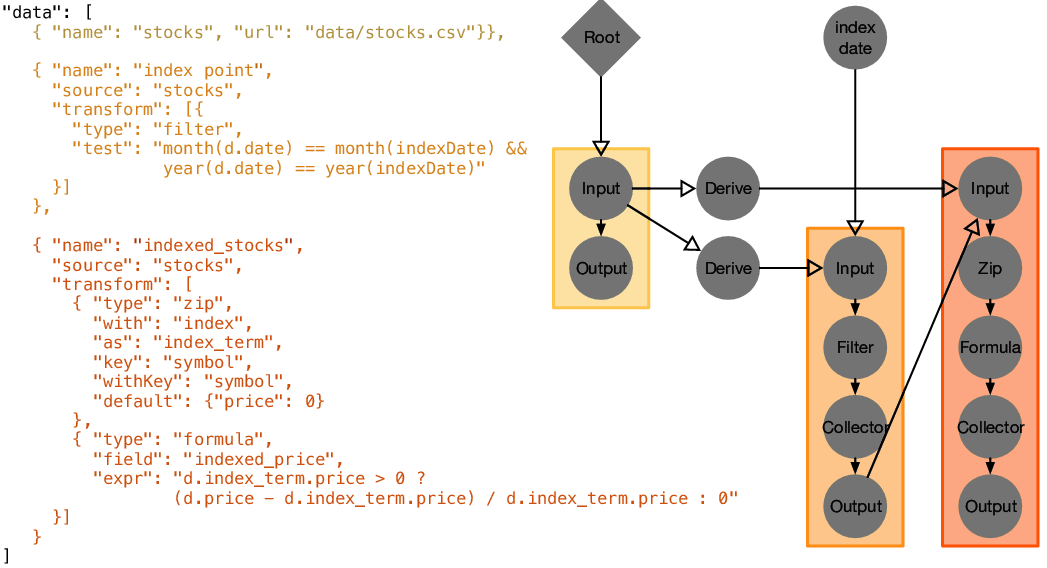 "data": [
{ "name": "stocks", "url": "data/stocks.csv"}},
{ "name": "index point",
"source": "stocks",
"transform": [{
"type": "filter",
"test": "month(d.date) == month(indexDate) &&
year(d.date) == year(indexDate)"
}]
},
{ "name": "indexed_stocks",
"source": "stocks",
"transform": [
{ "type": "zip",
"with": "index",
"as": "index_term",
"key": "symbol",
"withKey": "symbol",
"default": {"price": 0}
},
{ "type": "formula",
"field": "indexed_price",
"expr": "d.index_term.price > 0 ?
(d.price - d.index_term.price) / d.index_term.price : 0"
}]
}
]
Root
index
date
Input
Derive
Input
Output
Derive
Input
Zip
Filter
Formula
Collector
Collector
Output
Output